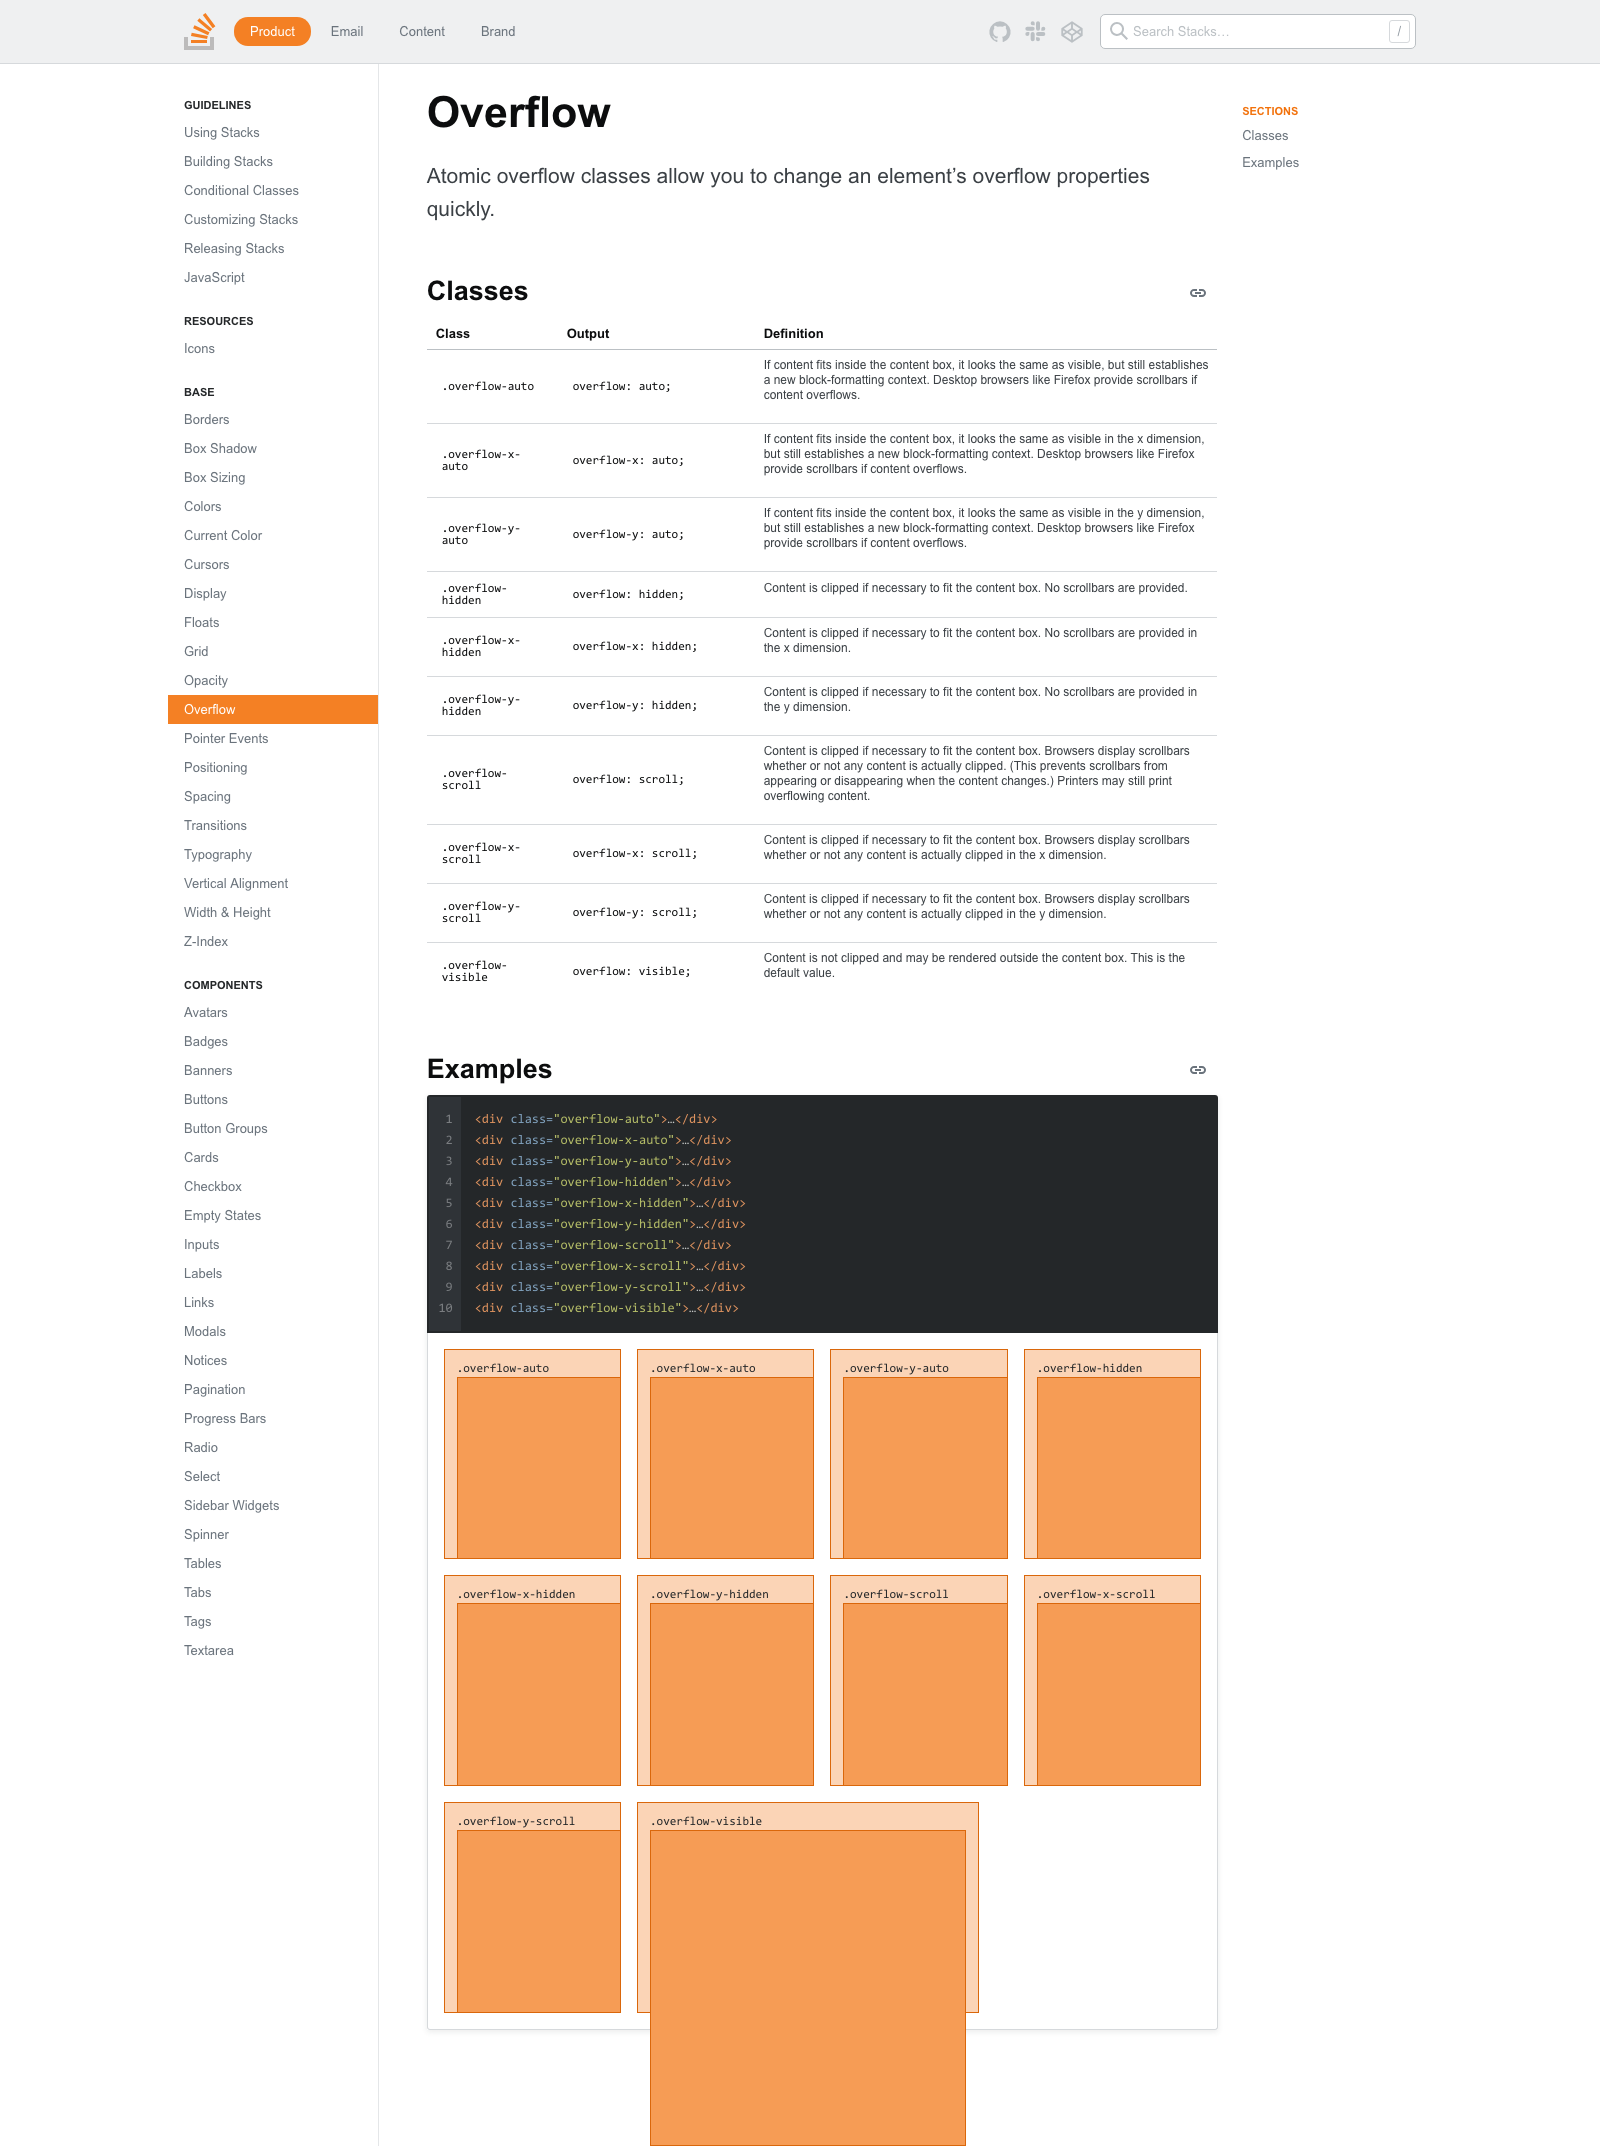 Product
Email
Content
Brand
Search Stacks…
/
GUIDELINES
Using Stacks
Building Stacks
Conditional Classes
Customizing Stacks
Releasing Stacks
JavaScript
RESOURCES
Icons
BASE
Borders
Box Shadow
Box Sizing
Colors
Current Color
Cursors
Display
Floats
Grid
Opacity
Overflow
Pointer Events
Positioning
Spacing
Transitions
Typography
Vertical Alignment
Width & Height
Z-Index
COMPONENTS
Avatars
Badges
Banners
Buttons
Button Groups
Cards
Checkbox
Empty States
Inputs
Labels
Links
Modals
Notices
Pagination
Progress Bars
Radio
Select
Sidebar Widgets
Spinner
Tables
Tabs
Tags
Textarea
Overflow
Atomic overflow classes allow you to change an element’s overflow properties
quickly.
Classes
Class Output Definition
.overflow-auto
overflow: auto;
If content fits inside the content box, it looks the same as visible, but still establishes
a new block-formatting context. Desktop browsers like Firefox provide scrollbars if
content overflows.
.overflow-x-
auto
overflow-x: auto;
If content fits inside the content box, it looks the same as visible in the x dimension,
but still establishes a new block-formatting context. Desktop browsers like Firefox
provide scrollbars if content overflows.
.overflow-y-
auto
overflow-y: auto;
If content fits inside the content box, it looks the same as visible in the y dimension,
but still establishes a new block-formatting context. Desktop browsers like Firefox
provide scrollbars if content overflows.
.overflow-
hidden
overflow: hidden;
Content is clipped if necessary to fit the content box. No scrollbars are provided.
.overflow-x-
hidden
overflow-x: hidden;
Content is clipped if necessary to fit the content box. No scrollbars are provided in
the x dimension.
.overflow-y-
hidden
overflow-y: hidden;
Content is clipped if necessary to fit the content box. No scrollbars are provided in
the y dimension.
.overflow-
scroll
overflow: scroll;
Content is clipped if necessary to fit the content box. Browsers display scrollbars
whether or not any content is actually clipped. (This prevents scrollbars from
appearing or disappearing when the content changes.) Printers may still print
overflowing content.
.overflow-x-
scroll
overflow-x: scroll;
Content is clipped if necessary to fit the content box. Browsers display scrollbars
whether or not any content is actually clipped in the x dimension.
.overflow-y-
scroll
overflow-y: scroll;
Content is clipped if necessary to fit the content box. Browsers display scrollbars
whether or not any content is actually clipped in the y dimension.
.overflow-
visible
overflow: visible;
Content is not clipped and may be rendered outside the content box. This is the
default value.
Examples
1 <div class="overflow-auto">…</div>
2 <div class="overflow-x-auto">…</div>
3 <div class="overflow-y-auto">…</div>
4 <div class="overflow-hidden">…</div>
5 <div class="overflow-x-hidden">…</div>
6 <div class="overflow-y-hidden">…</div>
7 <div class="overflow-scroll">…</div>
8 <div class="overflow-x-scroll">…</div>
9 <div class="overflow-y-scroll">…</div>
10 <div class="overflow-visible">…</div>
.overflow-auto
.overflow-x-auto
.overflow-y-auto
.overflow-hidden
.overflow-x-hidden
.overflow-y-hidden
.overflow-scroll
.overflow-x-scroll
.overflow-y-scroll
.overflow-visible
SECTIONS
Classes
Examples